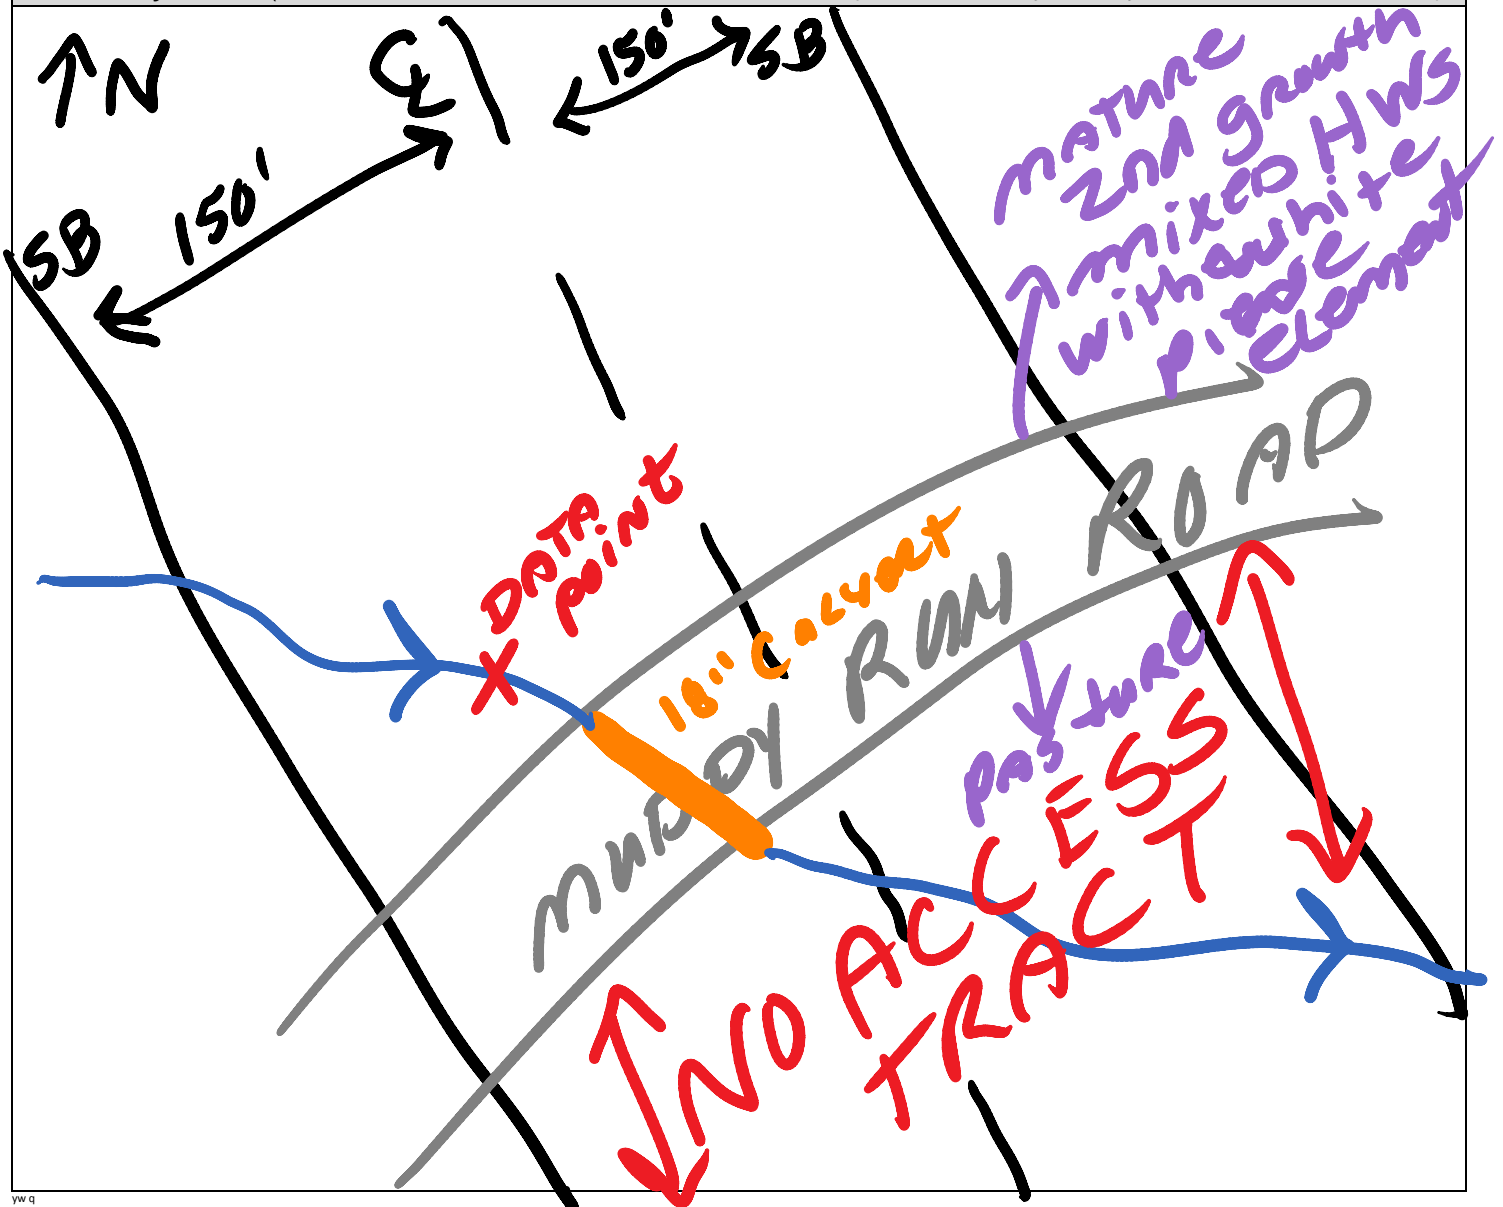 ↑N
℄
150'
SB
SB
150'
MATURE
2nd growth
mixed HWS
with white
pine
element
DATA
point
18" Culvert
MUDDY RUN ROAD
pasture
NO ACCESS
TRACT
yw q